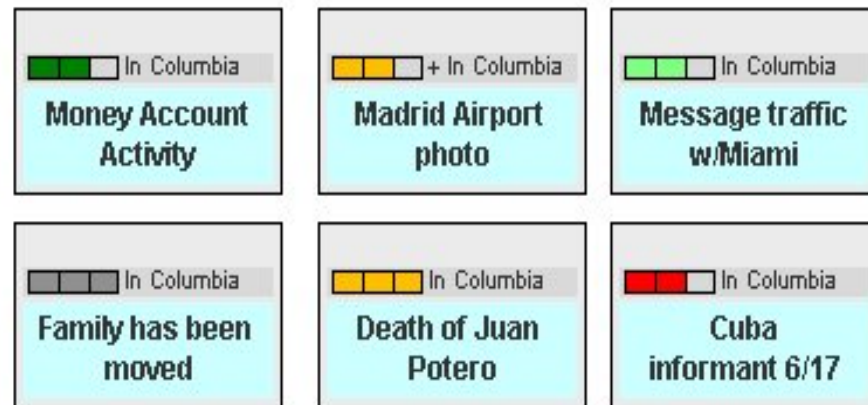 In Columbia
Money Account
Activity
+ In Columbia
Madrid Airport
photo
In Columbia
Message traffic
w/Miami
In Columbia
Family has been
moved
In Columbia
Death of Juan
Potero
In Columbia
Cuba
informant 6/17